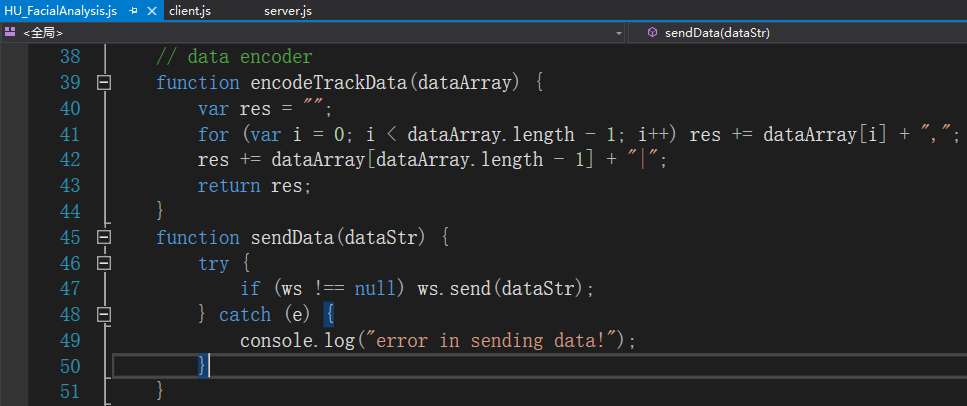 HU_FacialAnalysis.js client.js server.js
<全局> sendData(dataStr)
38 // data encoder
39 function encodeTrackData(dataArray) {
40 var res = "";
41 for (var i = 0; i < dataArray.length - 1; i++) res += dataArray[i] + ",";
42 res += dataArray[dataArray.length - 1] + "|";
43 return res;
44 }
45 function sendData(dataStr) {
46 try {
47 if (ws !== null) ws.send(dataStr);
48 } catch (e) {
49 console.log("error in sending data!");
50 }
51 }